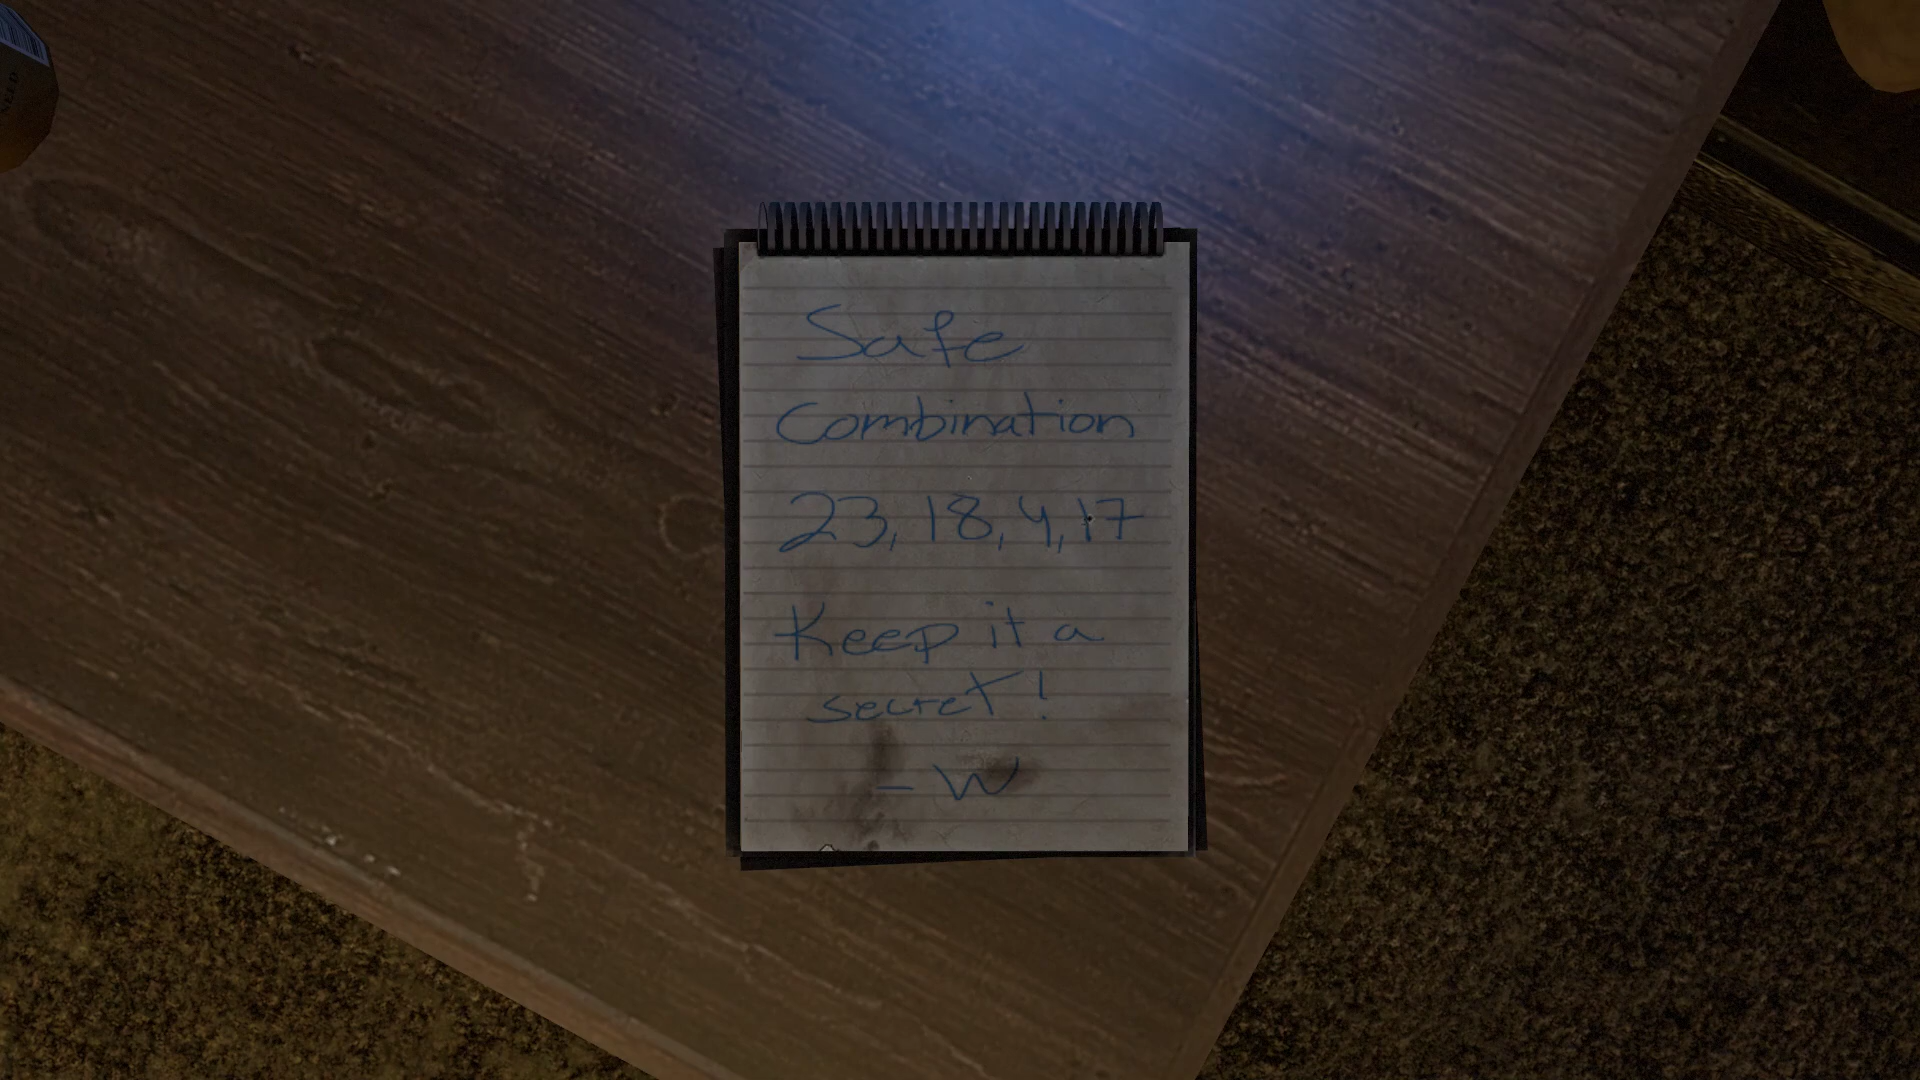 Safe
Combination
23, 18, 4, 17
Keep it a
secret!
- W